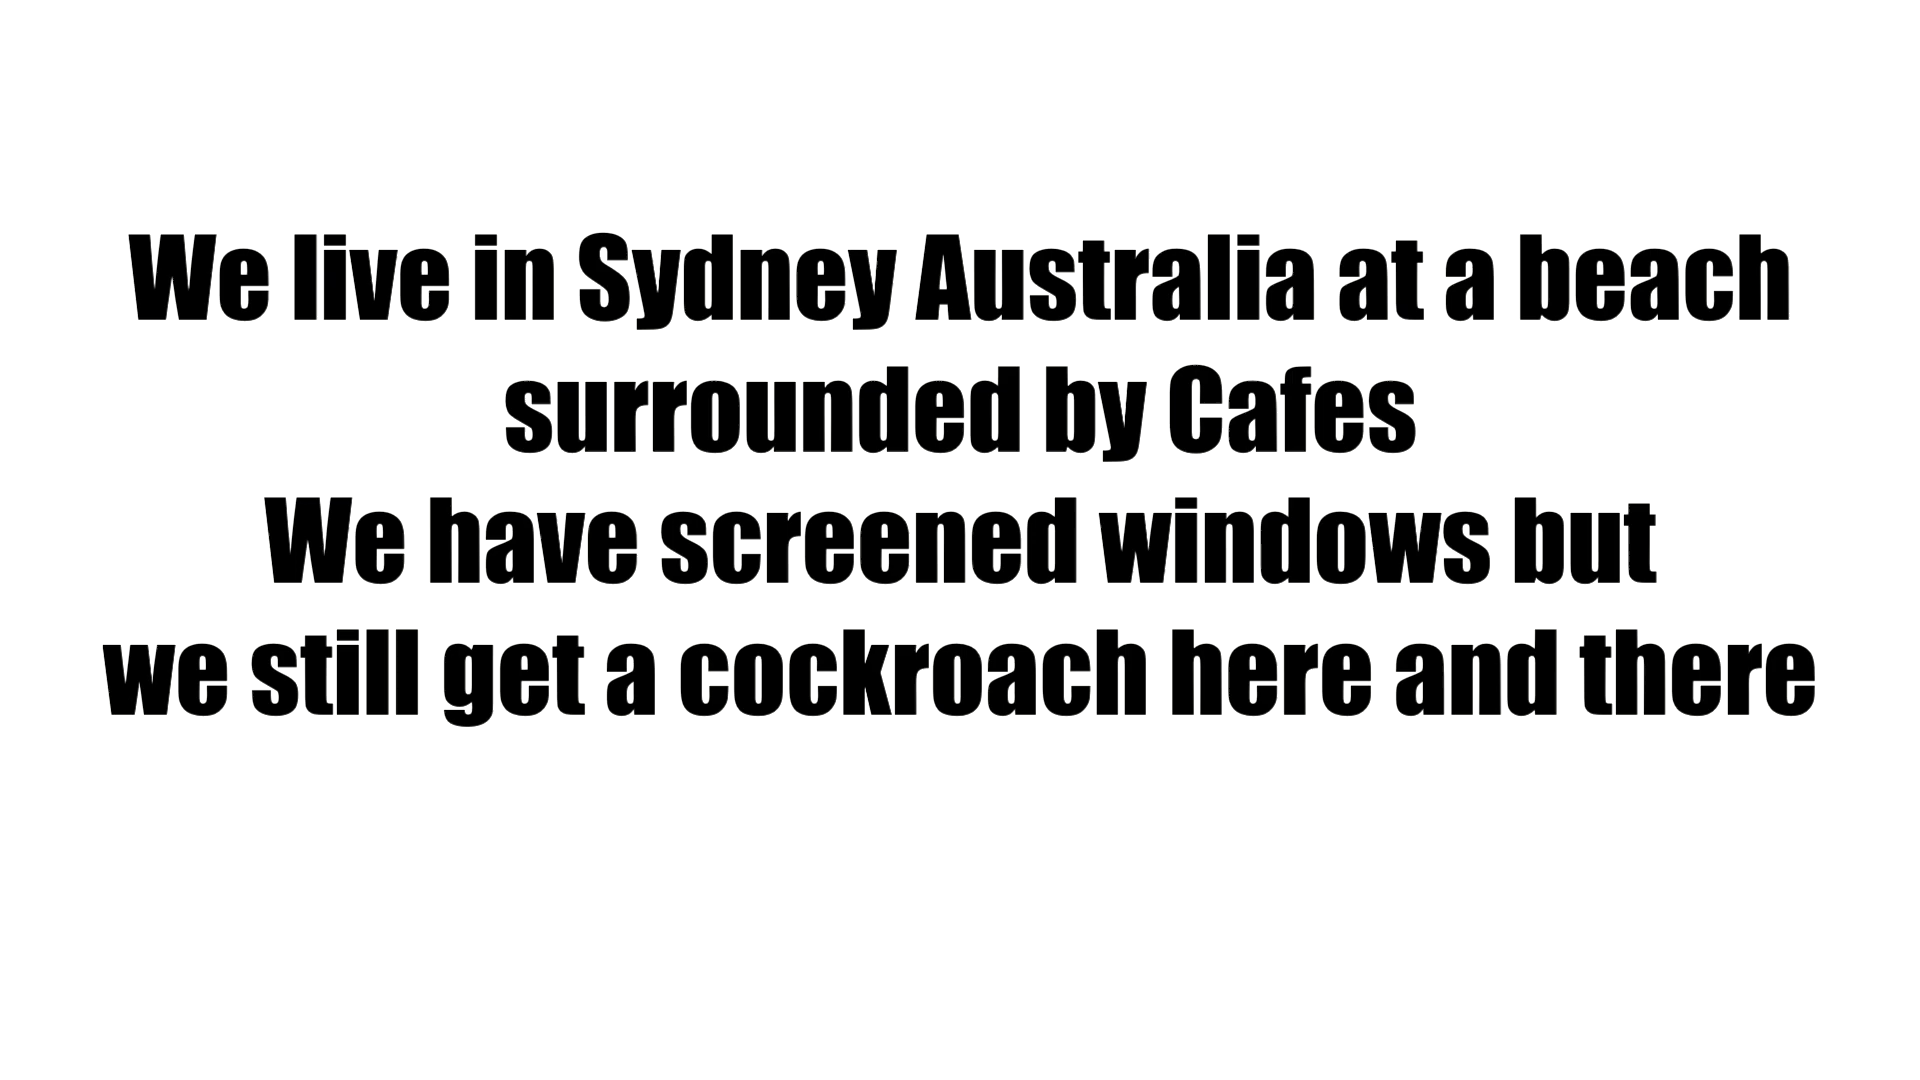 We live in Sydney Australia at a beach
surrounded by Cafes
We have screened windows but
we still get a cockroach here and there